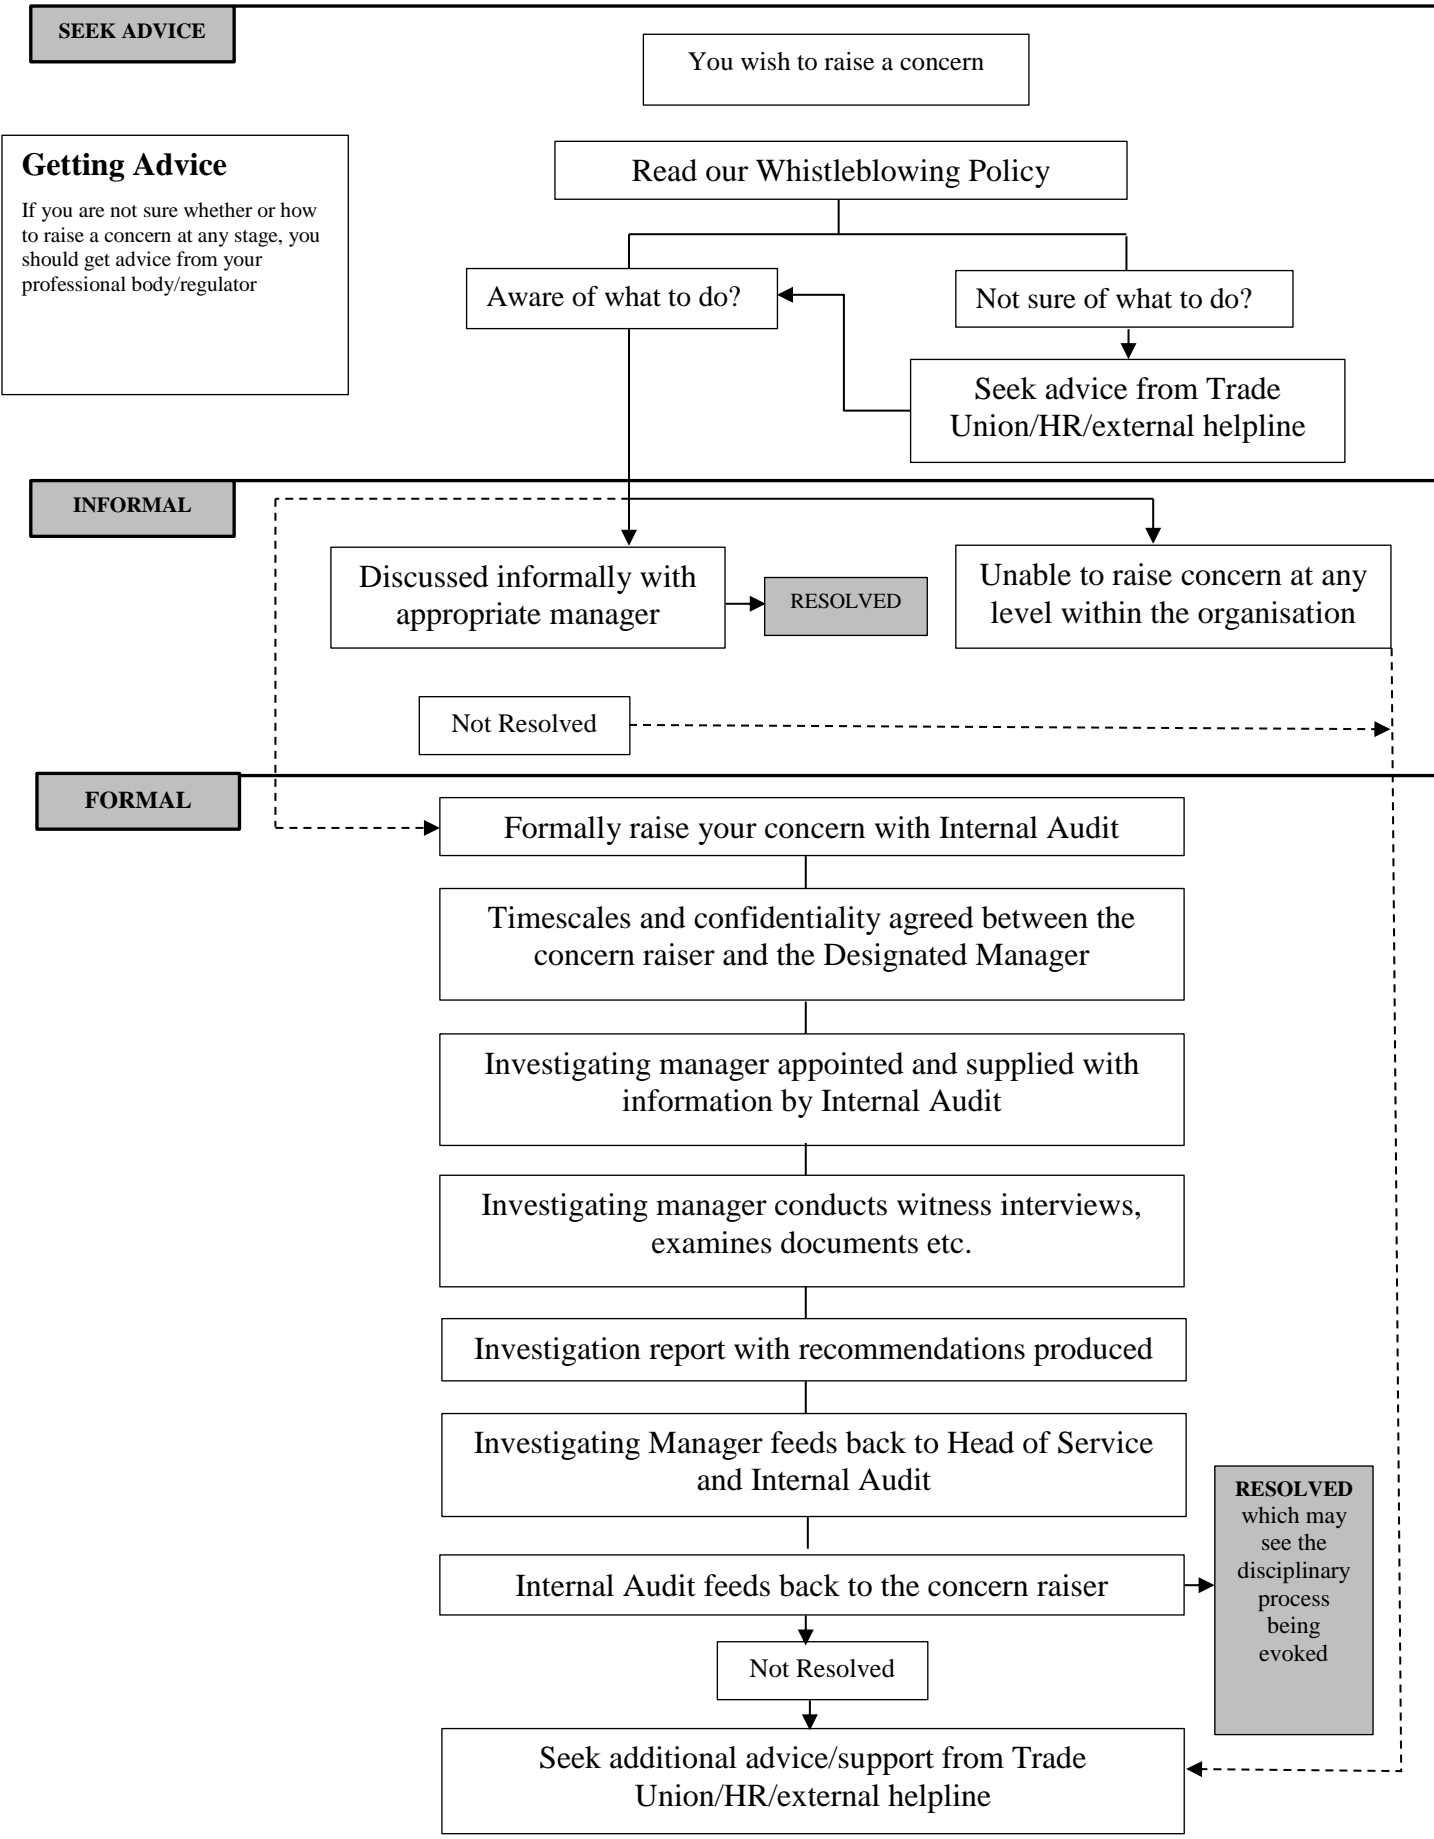 SEEK ADVICE
You wish to raise a concern
Getting Advice
If you are not sure whether or how
to raise a concern at any stage, you
should get advice from your
professional body/regulator
Read our Whistleblowing Policy
Aware of what to do?
Not sure of what to do?
Seek advice from Trade
Union/HR/external helpline
INFORMAL
Discussed informally with
appropriate manager
RESOLVED
Unable to raise concern at any
level within the organisation
Not Resolved
FORMAL
Formally raise your concern with Internal Audit
Timescales and confidentiality agreed between the
concern raiser and the Designated Manager
Investigating manager appointed and supplied with
information by Internal Audit
Investigating manager conducts witness interviews,
examines documents etc.
Investigation report with recommendations produced
Investigating Manager feeds back to Head of Service
and Internal Audit
Internal Audit feeds back to the concern raiser
RESOLVED
which may
see the
disciplinary
process
being
evoked
Not Resolved
Seek additional advice/support from Trade
Union/HR/external helpline